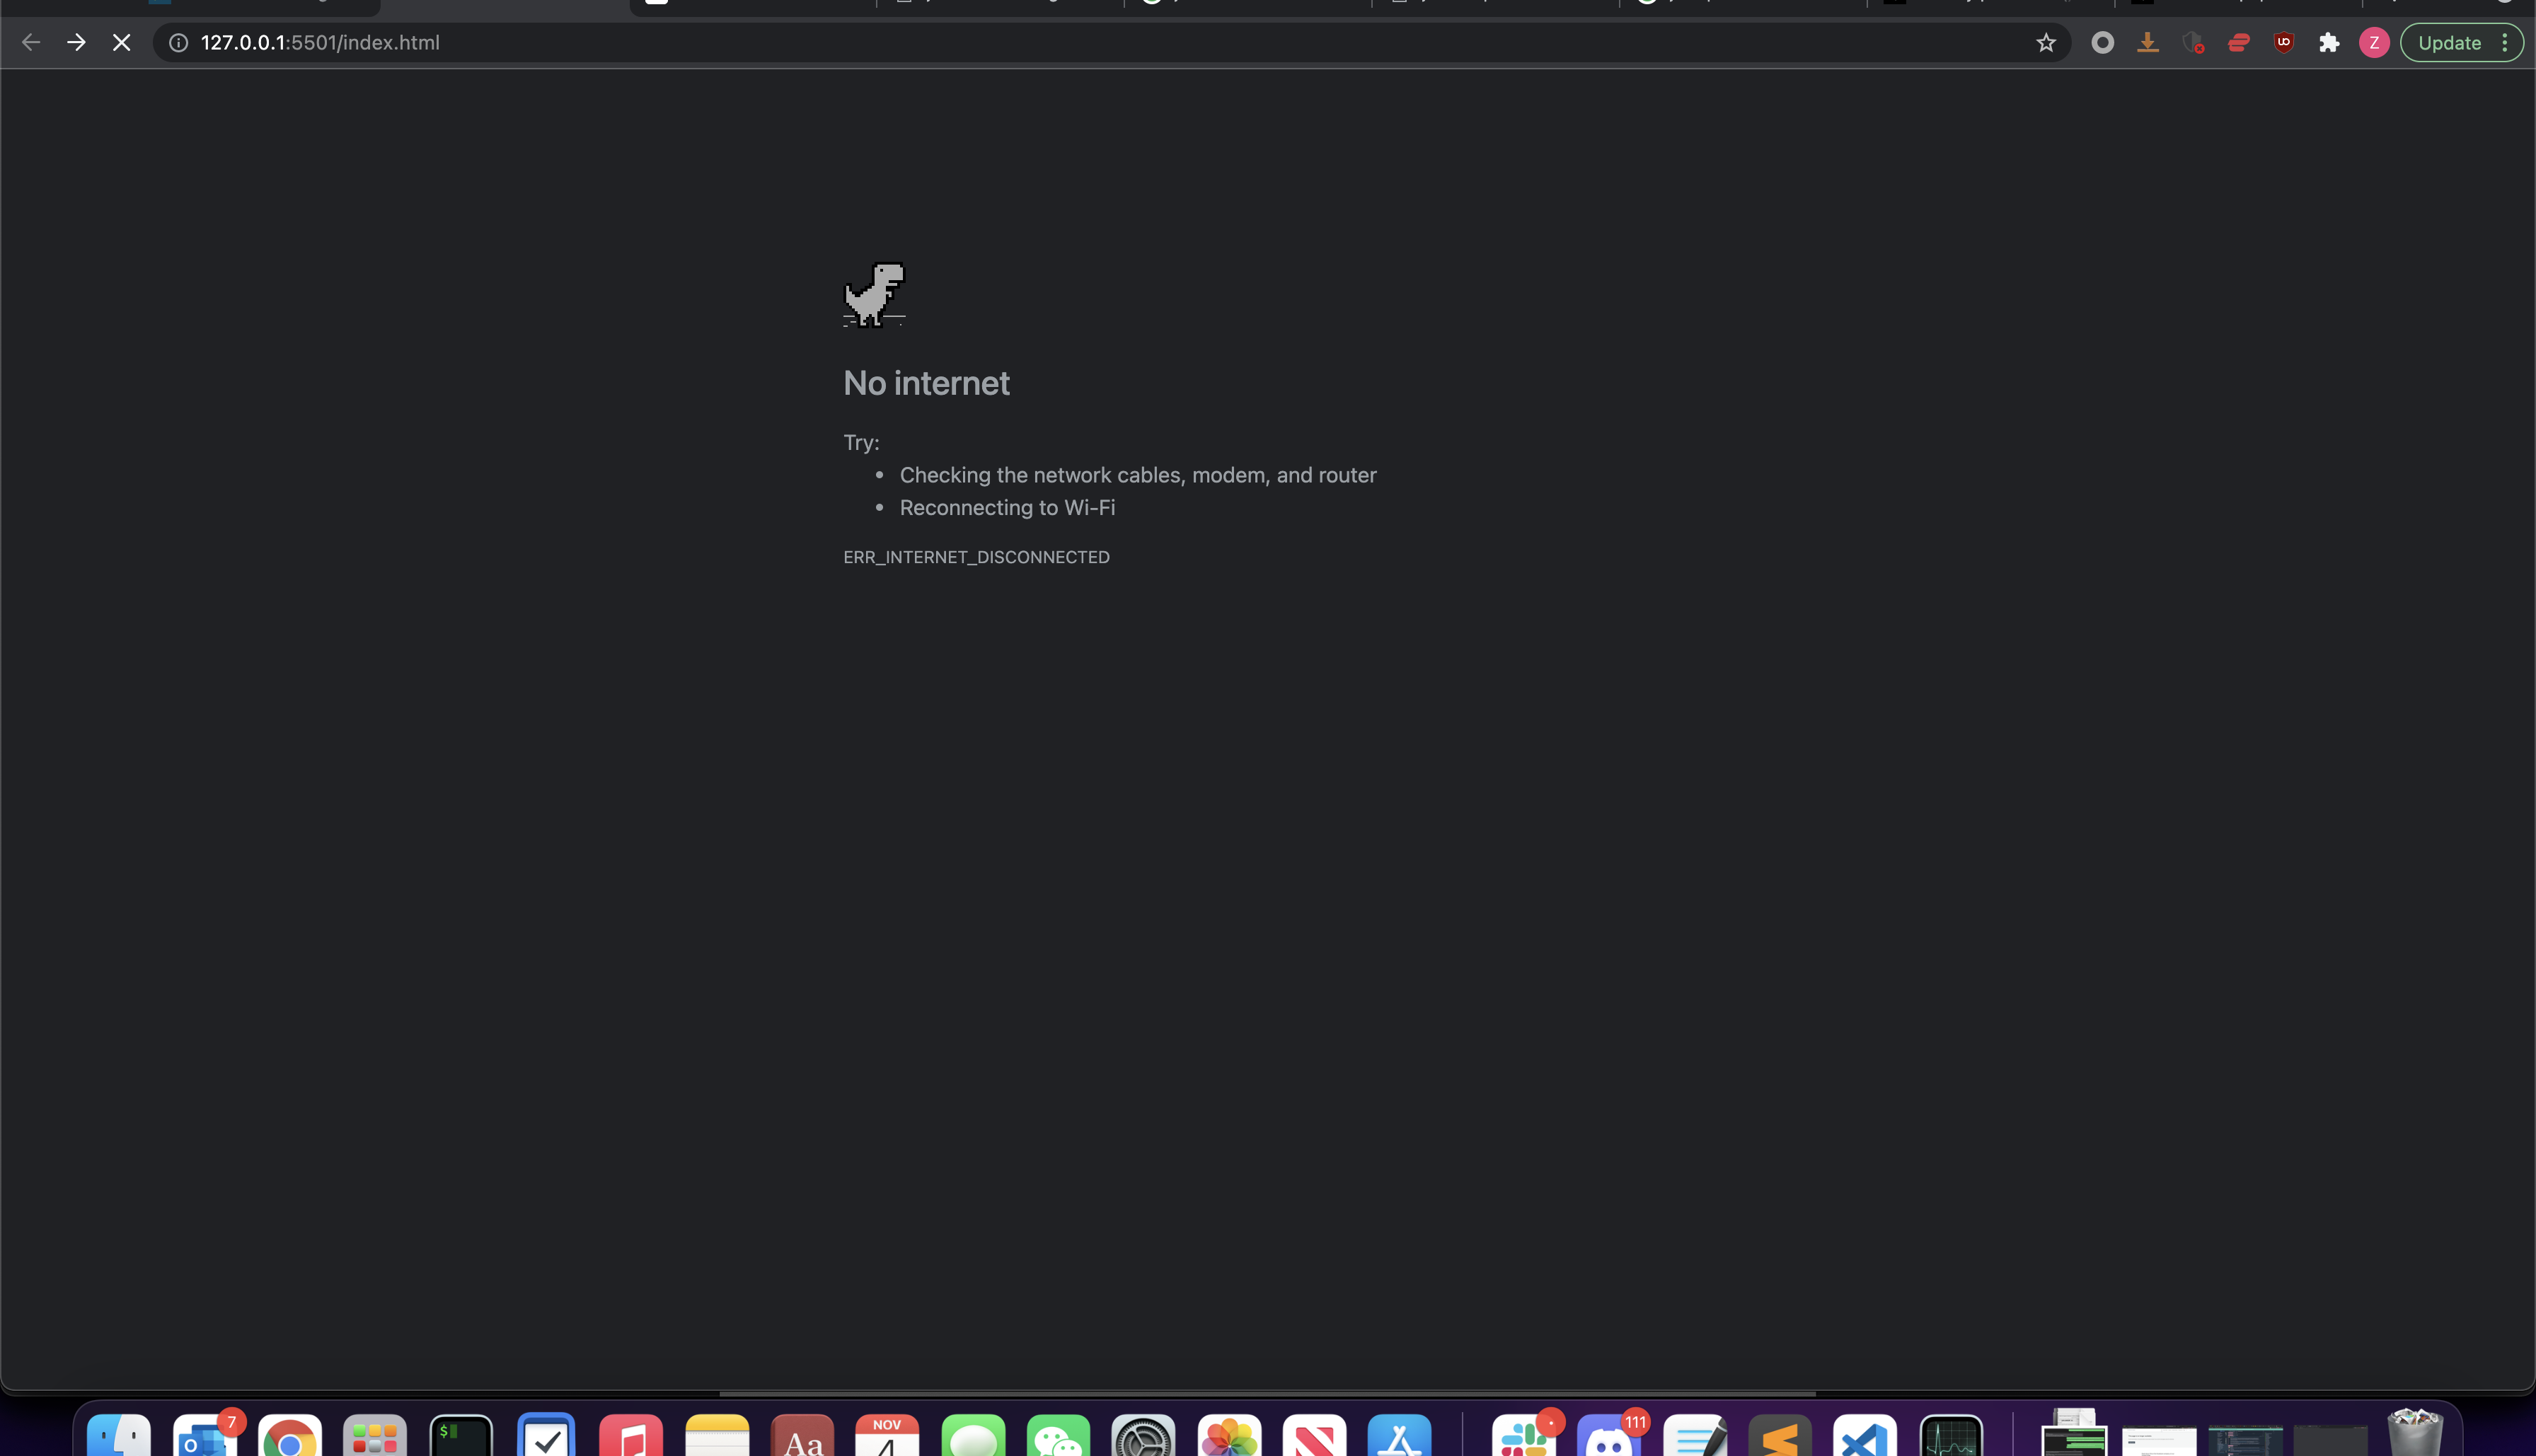 127.0.0.1:5501/index.html
Z
Update
No internet
Try:
• Checking the network cables, modem, and router
• Reconnecting to Wi-Fi
ERR_INTERNET_DISCONNECTED
7
$
Aa
NOV
111